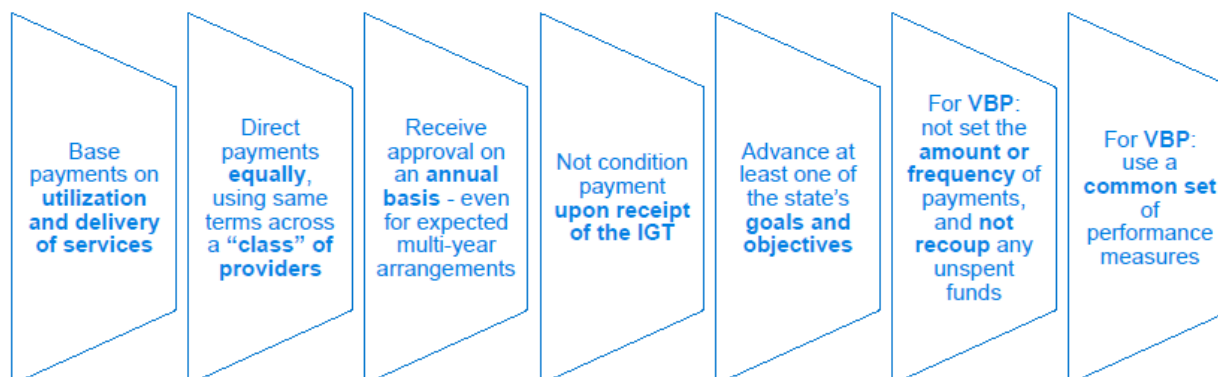 Base
payments on
utilization
and delivery
of services
Direct
payments
equally,
using same
terms across
a “class” of
providers
Receive
approval on
an annual
basis - even
for expected
multi-year
arrangements
Not condition
payment
upon receipt
of the IGT
Advance at
least one of
the state’s
goals and
objectives
For VBP:
not set the
amount or
frequency of
payments,
and not
recoup any
unspent
funds
For VBP:
use a
common set
of
performance
measures